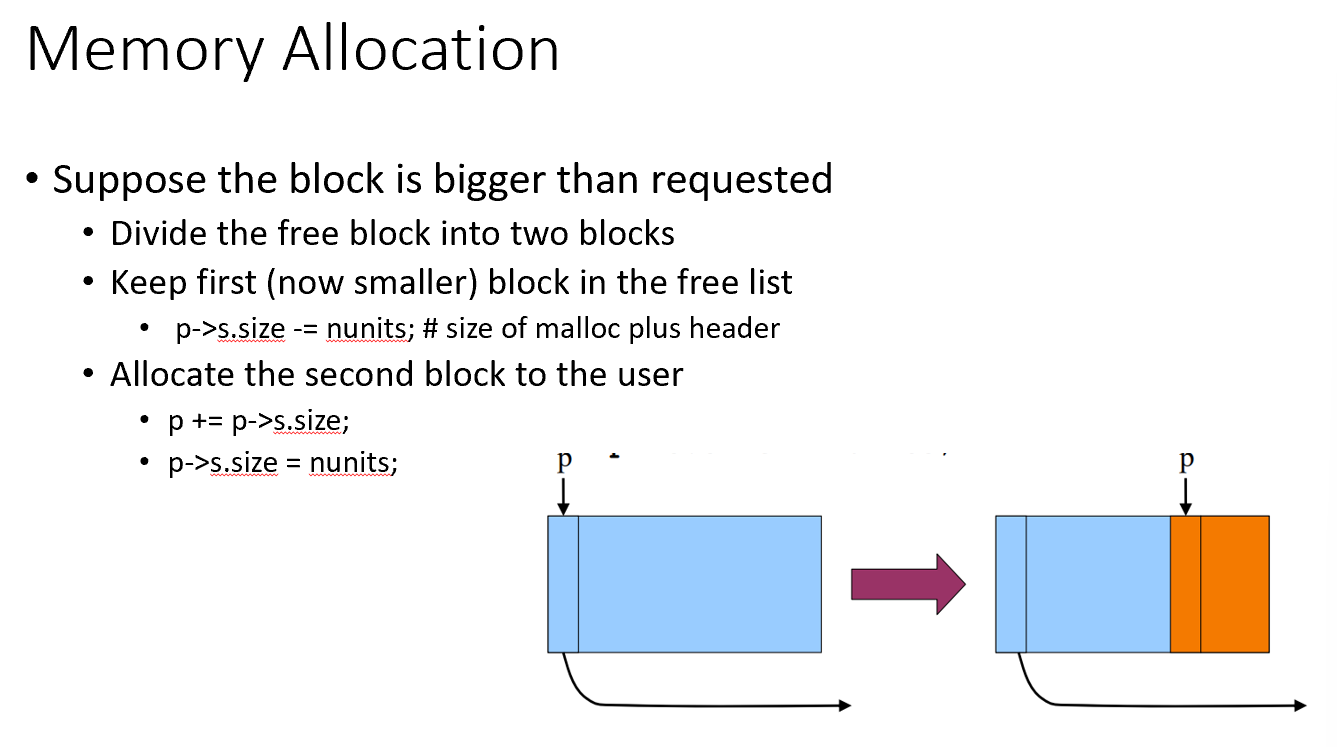 Memory Allocation
• Suppose the block is bigger than requested
• Divide the free block into two blocks
• Keep first (now smaller) block in the free list
• p->s.size -= nunits; # size of malloc plus header
• Allocate the second block to the user
• p += p->s.size;
• p->s.size = nunits;
p
p